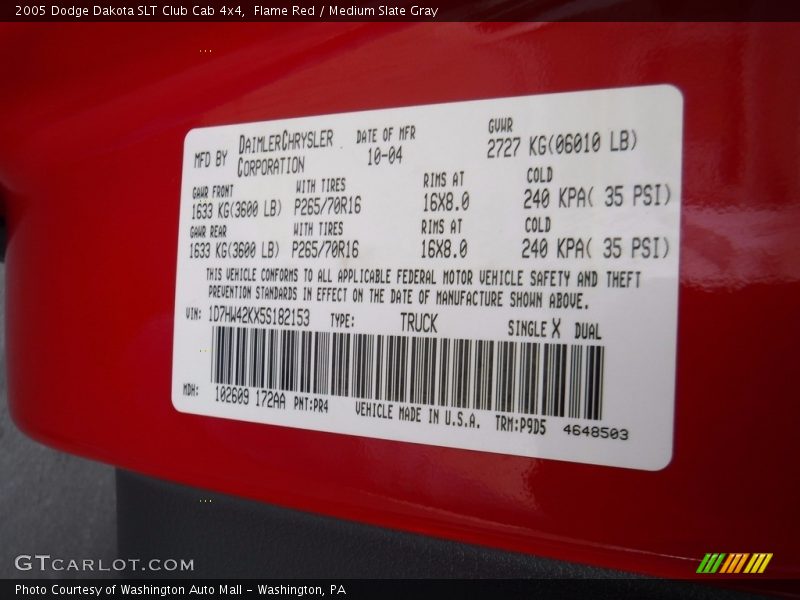 2005 Dodge Dakota SLT Club Cab 4x4,  Flame Red / Medium Slate Gray
MFD BY DAIMLERCHRYSLER CORPORATION DATE OF MFR 10-04 GVWR 2727 KG(06010 LB)
GAWR FRONT WITH TIRES RIMS AT COLD
1633 KG(3600 LB) P265/70R16 16X8.0 240 KPA( 35 PSI)
GAWR REAR WITH TIRES RIMS AT COLD
1633 KG(3600 LB) P265/70R16 16X8.0 240 KPA( 35 PSI)
THIS VEHICLE CONFORMS TO ALL APPLICABLE FEDERAL MOTOR VEHICLE SAFETY AND THEFT
PREVENTION STANDARDS IN EFFECT ON THE DATE OF MANUFACTURE SHOWN ABOVE.
VIN: 1D7HW42KX5S182153 TYPE: TRUCK SINGLE X DUAL
MDH: 102609 172AA PNT:PR4 VEHICLE MADE IN U.S.A. TRM:P9D5 4648503
GTCARLOT.COM
Photo Courtesy of Washington Auto Mall - Washington, PA